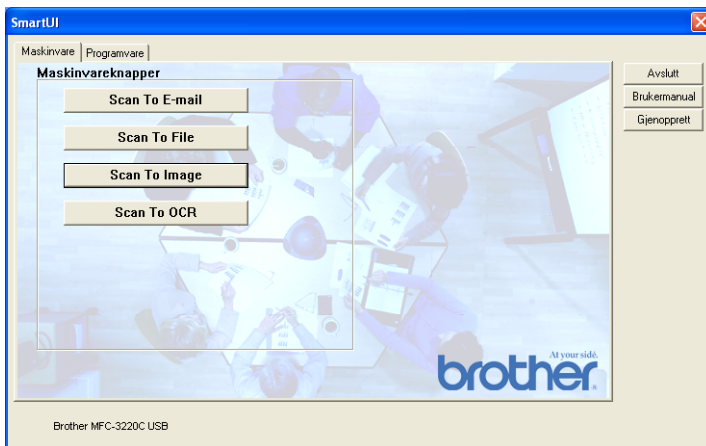 SmartUI
Maskinvare
Programvare
Maskinvareknapper
Scan To E-mail
Scan To File
Scan To Image
Scan To OCR
Avslutt
Brukermanual
Gjenopprett
At your side.
brother
Brother MFC-3220C USB